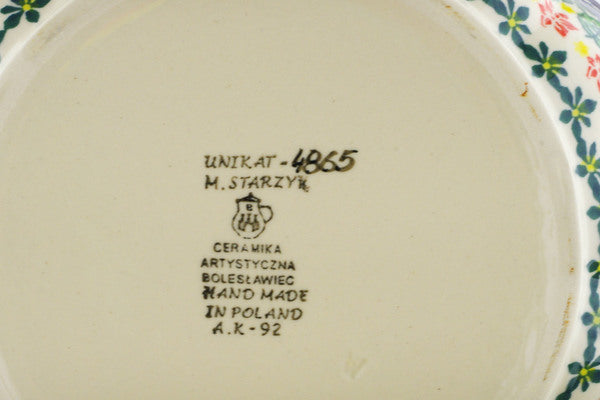 UNIKAT-4865
M. STARZYK
B
CERAMIKA
ARTYSTYCZNA
BOLESŁAWIEC
HAND MADE
IN POLAND
A.K-92